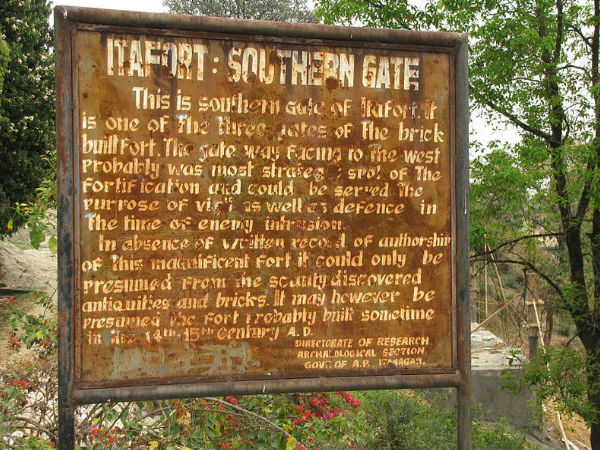 ITAFORT : SOUTHERN GATE
This is southern gate of Itafort. It
is one of The Three gates of The brick
built Fort. The gate was facing to the west
probably was most strateg spot of The
fortification and could be served The
purrose of vigil as well as defence in
the time of enemy intrusion.
In absence of written record of authorship
of this magnificent fort it could only be
presumed from the scanty discovered
antiquities and bricks. It may however be
presumed the fort probably built sometime
in the 14th-15th century A.D.
DIRECTORATE OF RESEARCH
ARCHAEOLOGICAL SECTION
GOVT. OF A.P. ITANAGAR.